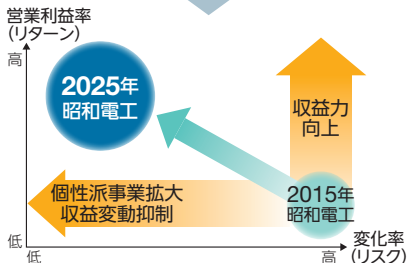 営業利益率
(リターン)
高
2025年
昭和電工
収益力
向上
個性派事業拡大
収益変動抑制
2015年
昭和電工
低
低
高
変化率
(リスク)